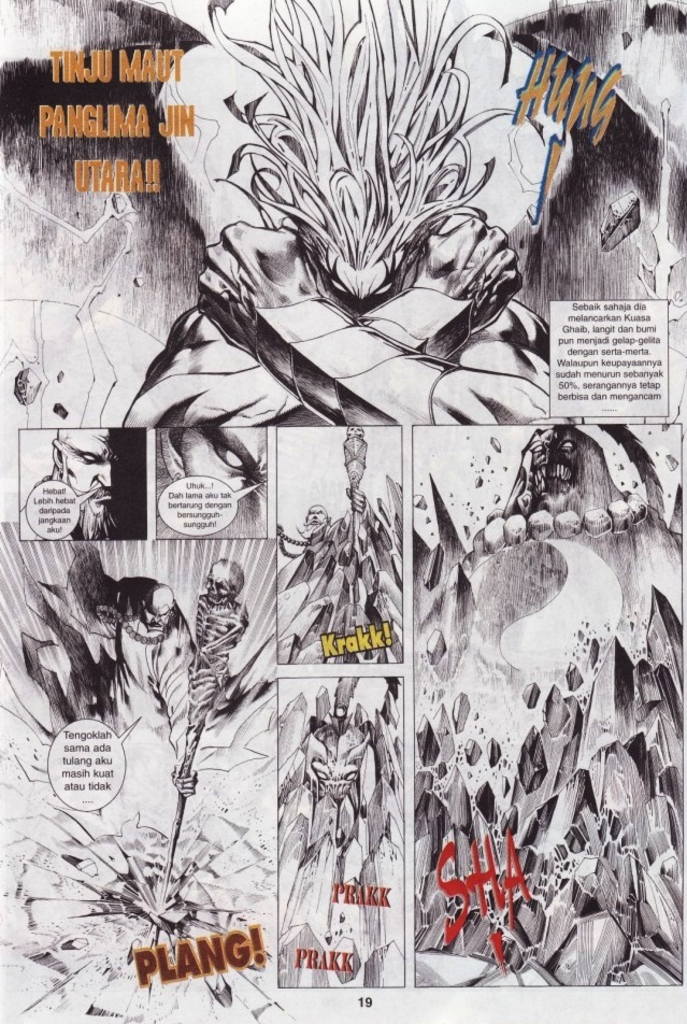 TINJU MAUT
PANGLIMA JIN
UTARA!!
Hung
!
Sebaik sahaja dia
melancarkan Kuasa
Ghaib, langit dan bumi
pun menjadi gelap-gelita
dengan serta-merta.
Walaupun keupayaannya
sudah menurun sebanyak
50%, serangannya tetap
berbisa dan mengancam
......
Hebat!
Lebih hebat
daripada
jangkaan
aku!
Uhuk...!
Dah lama aku tak
bertarung dengan
bersungguh-
sungguh!
Krakk!
Tengoklah
sama ada
tulang aku
masih kuat
atau tidak
....
PLANG!
PRAKK
PRAKK
SHA
!
19